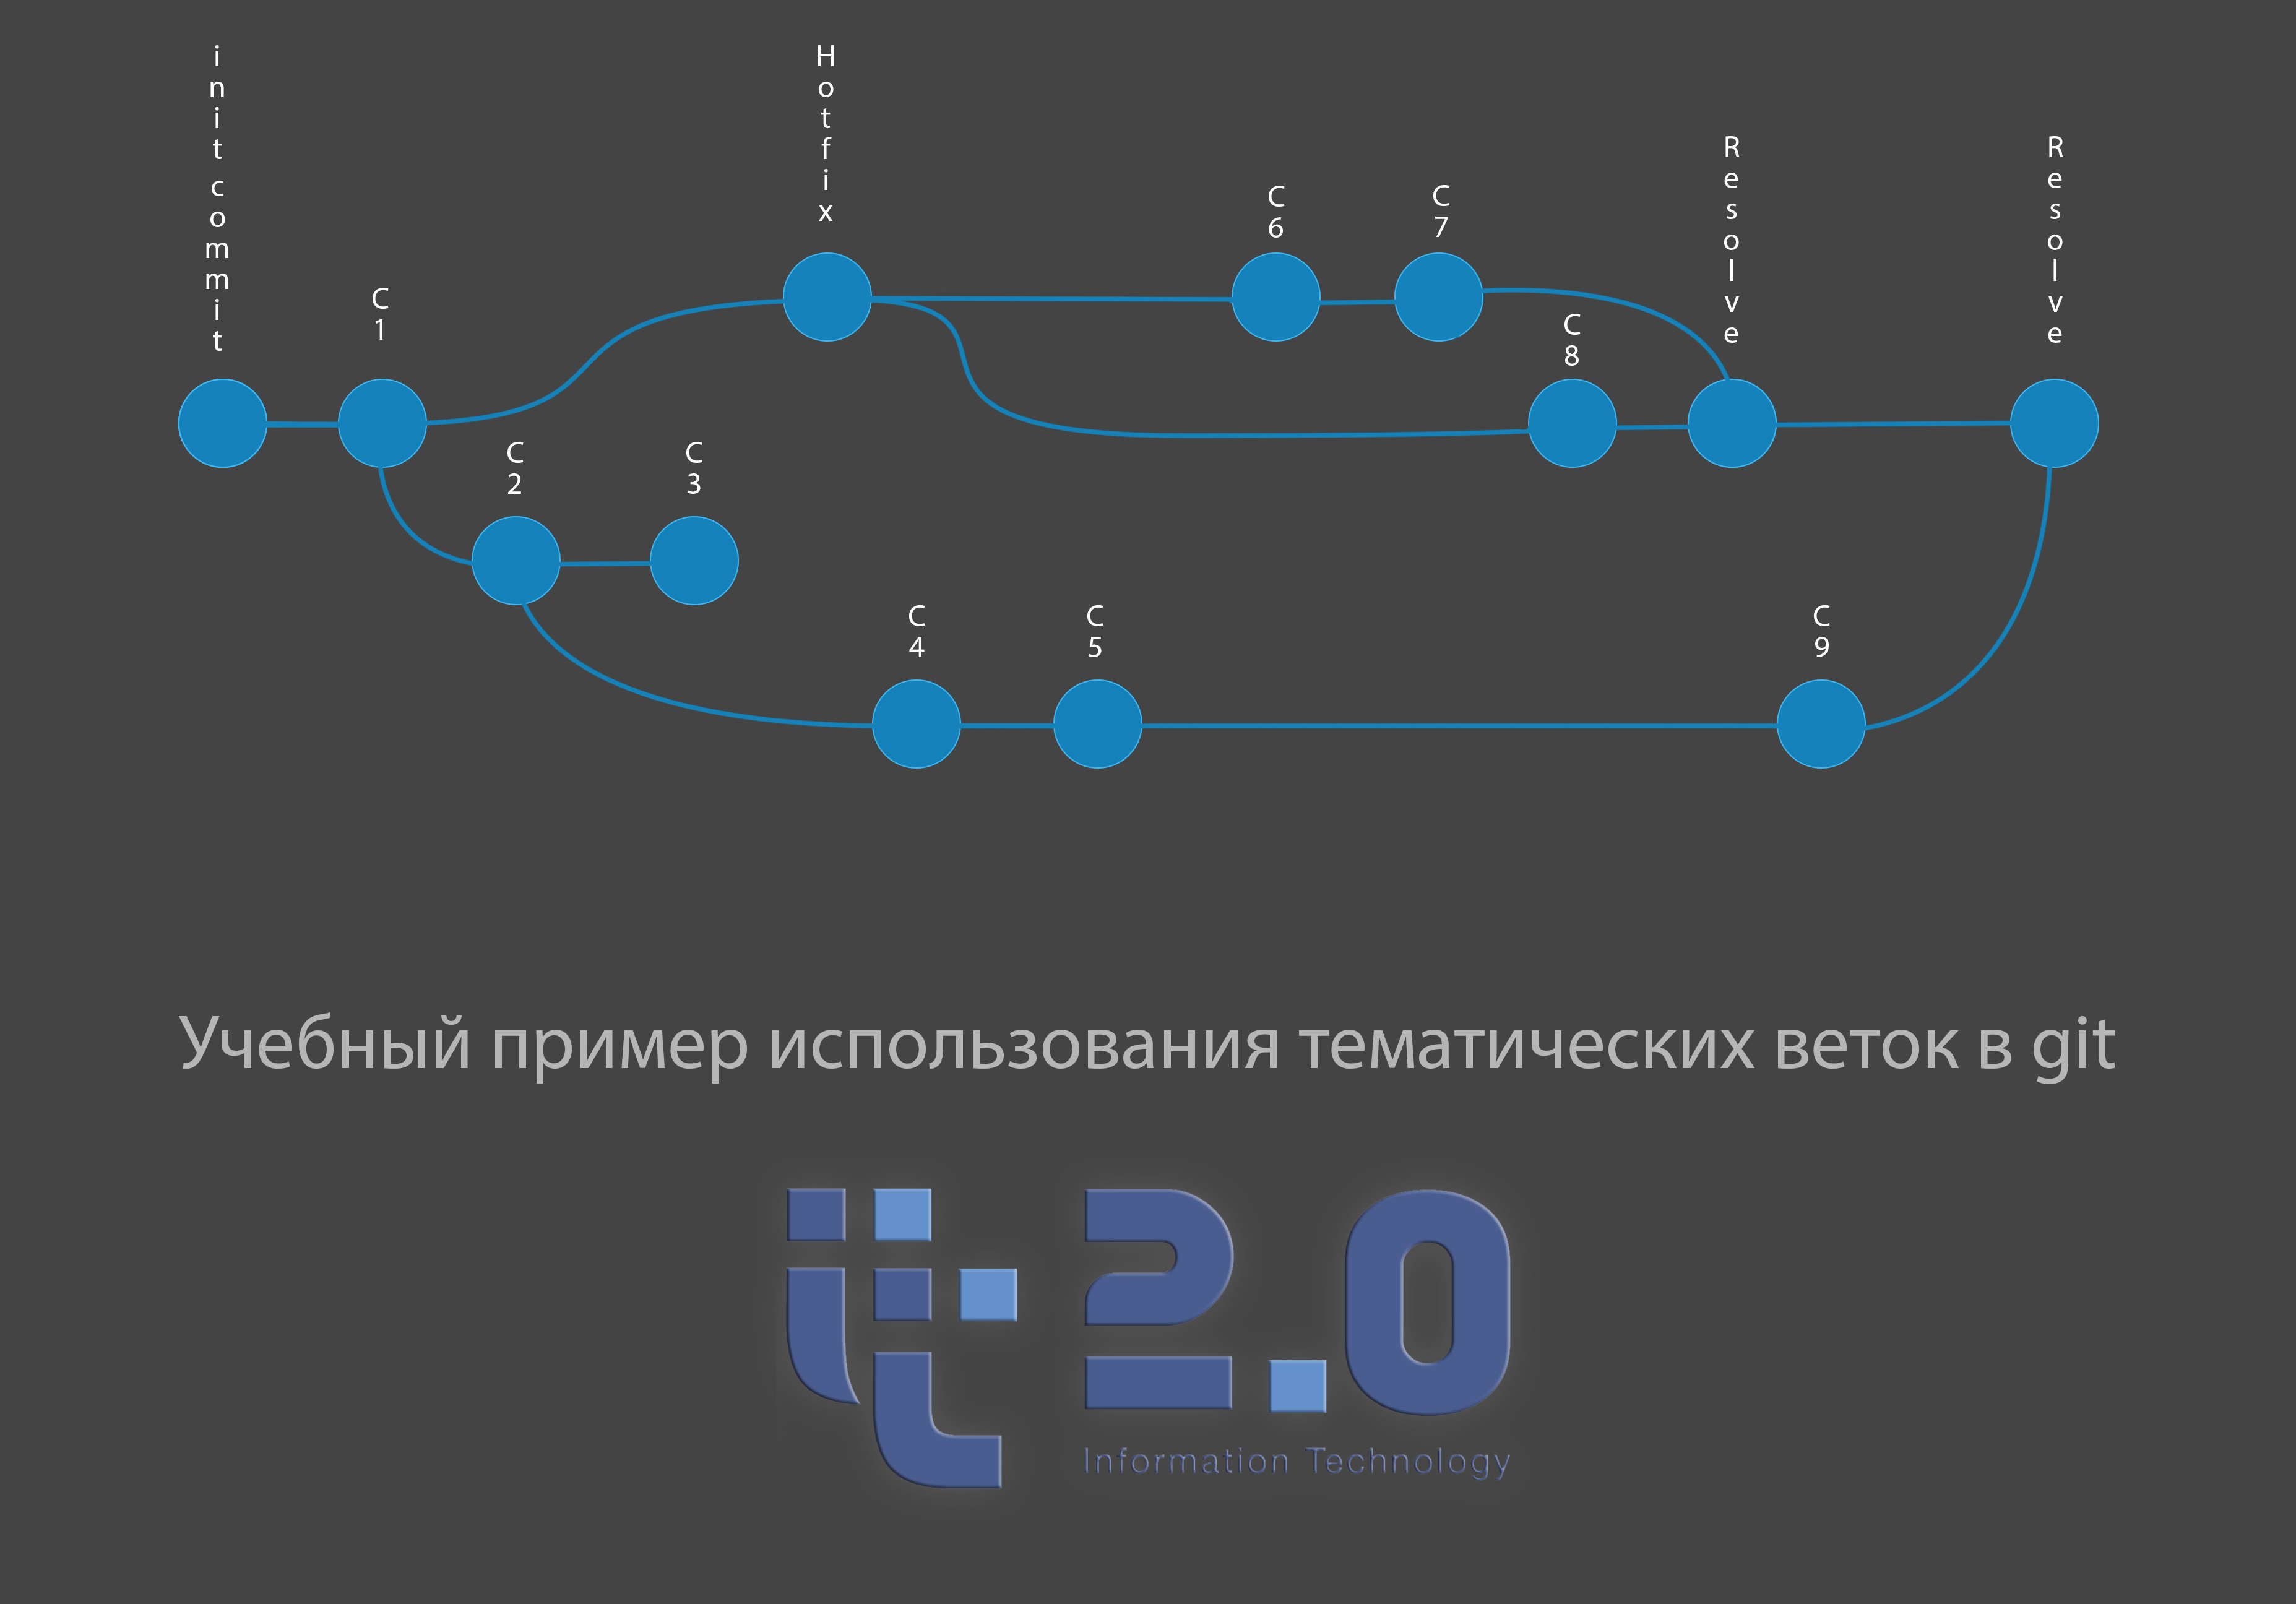 init commit
C1
Hotfix
C6
C7
C8
Resolve
Resolve
C2
C3
C4
C5
C9
Учебный пример использования тематических веток в git
it 2.0
Information Technology